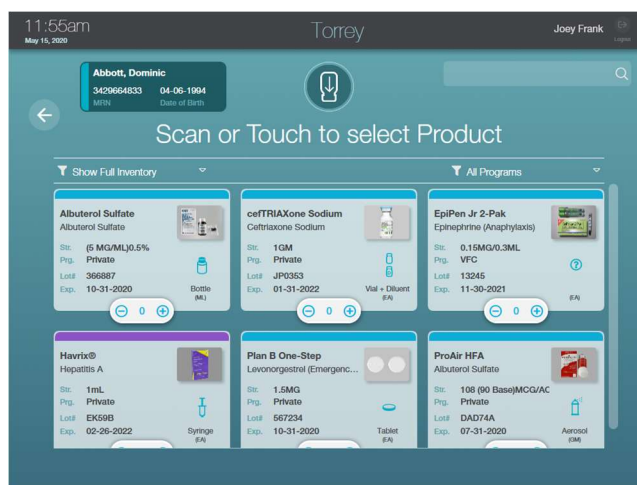 11:55am
May 15, 2020
Torrey
Joey Frank
Logout
Abbott, Dominic
3429664833 04-06-1994
MRN Date of Birth
Scan or Touch to select Product
Show Full Inventory
All Programs
Albuterol Sulfate
Albuterol Sulfate
Str. (5 MG/ML)0.5%
Prg. Private
Lot# 366887
Exp. 10-31-2020
Bottle
(ML)
0
cefTRIAXone Sodium
Ceftriaxone Sodium
Str. 1GM
Prg. Private
Lot# JP0353
Exp. 01-31-2022
Vial + Diluent
(EA)
0
EpiPen Jr 2-Pak
Epinephrine (Anaphylaxis)
Str. 0.15MG/0.3ML
Prg. VFC
Lot# 13245
Exp. 11-30-2021
(EA)
0
Havrix®
Hepatitis A
Str. 1mL
Prg. Private
Lot# EK59B
Exp. 02-26-2022
Syringe
(EA)
Plan B One-Step
Levonorgestrel (Emergenc...
Str. 1.5MG
Prg. Private
Lot# 567234
Exp. 10-31-2020
Tablet
(EA)
ProAir HFA
Albuterol Sulfate
Str. 108 (90 Base)MCG/AC
Prg. Private
Lot# DAD74A
Exp. 07-31-2020
Aerosol
(GM)